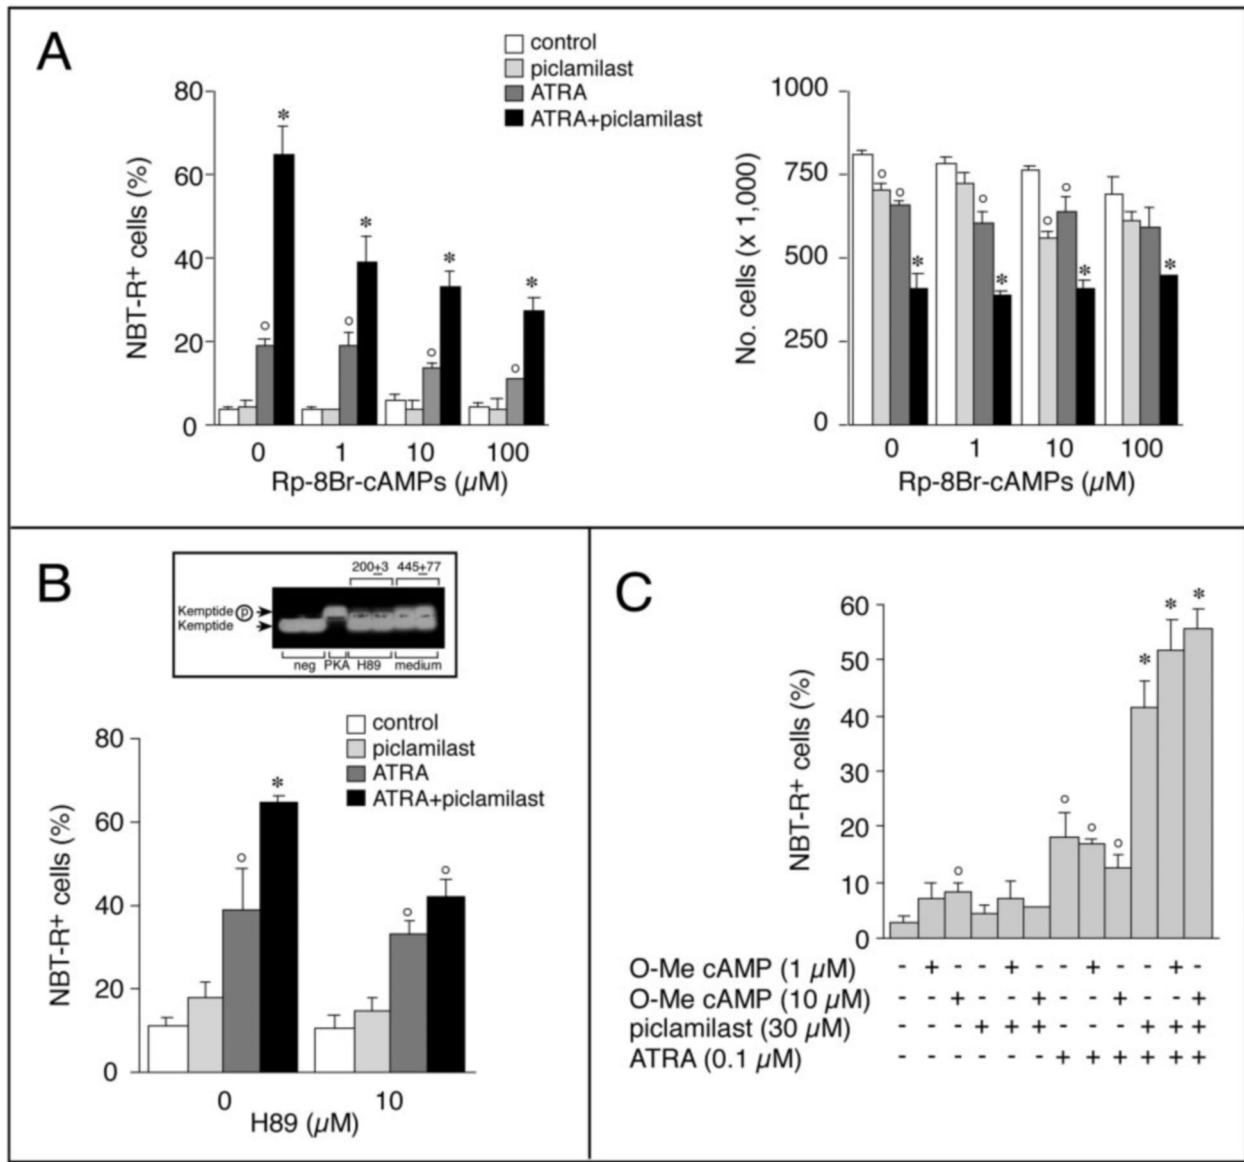 A
control
piclamilast
ATRA
ATRA+piclamilast
80
60
40
20
0
NBT-R+ cells (%)
* * * *
o o o o
0 1 10 100
Rp-8Br-cAMPs (µM)
1000
750
500
250
0
No. cells (x 1,000)
o o o o o
* * * *
0 1 10 100
Rp-8Br-cAMPs (µM)
B
200±3 445±77
Kemptide P
Kemptide
neg PKA H89 medium
control
piclamilast
ATRA
ATRA+piclamilast
80
60
40
20
0
NBT-R+ cells (%)
*
o o o
0 10
H89 (µM)
C
60
50
40
30
20
10
0
NBT-R+ cells (%)
* * *
o o o o
O-Me cAMP (1 µM) - + - - + - - + - - + -
O-Me cAMP (10 µM) - - + - - + - - + - - +
piclamilast (30 µM) - - - + + + - - - + + +
ATRA (0.1 µM) - - - - - - + + + + + +